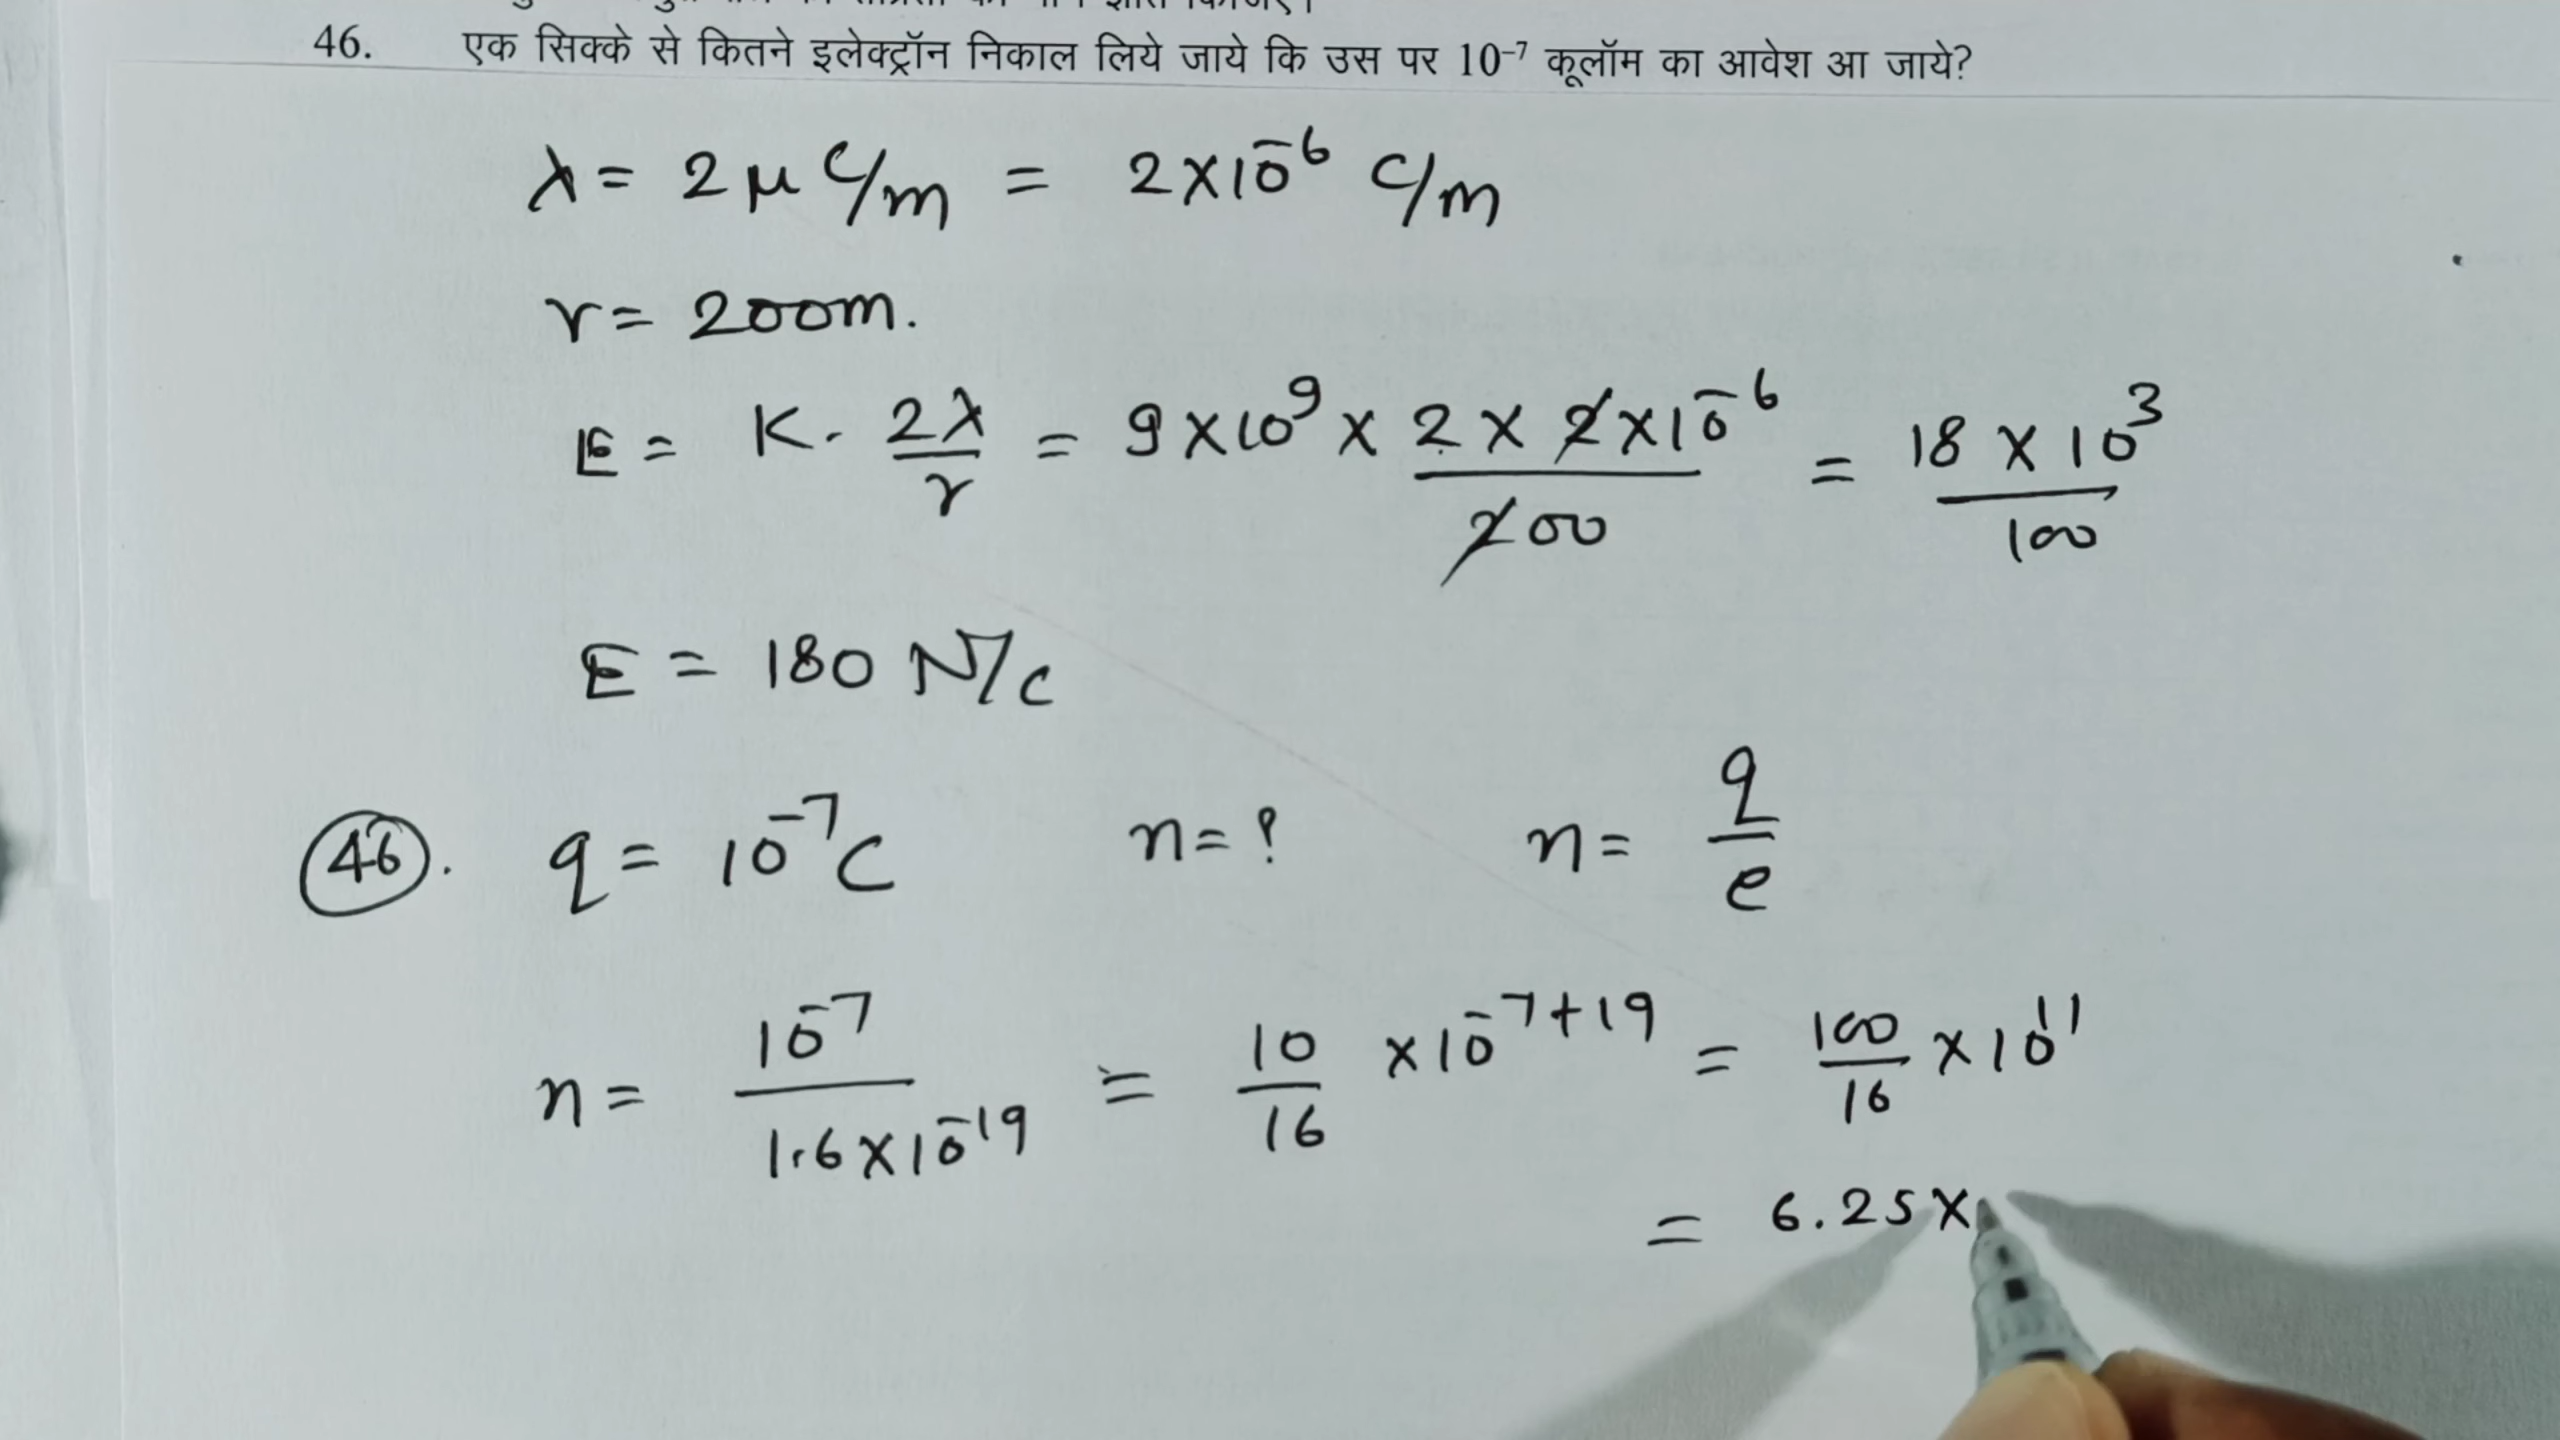 46. एक सिक्के से कितने इलेक्ट्रॉन निकाल लिये जाये कि उस पर 10⁻⁷ कूलॉम का आवेश आ जाये?
λ = 2 μ C/m = 2×10⁻⁶ C/m
r = 200m.
E = K. 2λ/r = 9×10⁹ × 2 × 2×10⁻⁶/200 = 18 × 10³/100
E = 180 N/C
46. q = 10⁻⁷C n = ? n = q/e
n = 10⁻⁷/1.6×10⁻¹⁹ = 10/16 ×10⁻⁷⁺¹⁹ = 100/16 ×10¹¹
= 6.25×